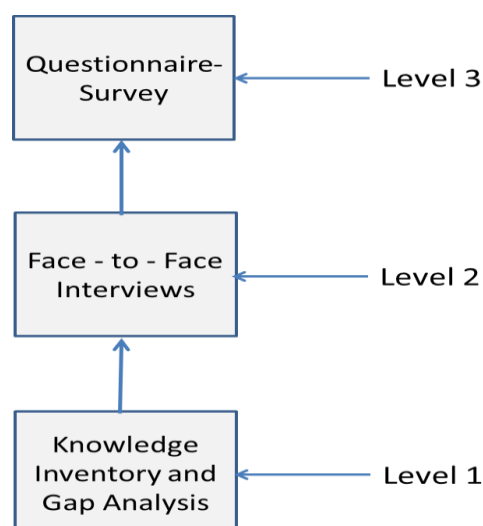 Questionnaire-
Survey
Level 3
Face - to - Face
Interviews
Level 2
Knowledge
Inventory and
Gap Analysis
Level 1